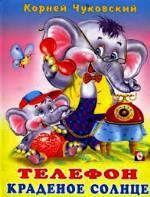 Корней Чуковский
ТЕЛЕФОН
КРАДЕНОЕ СОЛНЦЕ